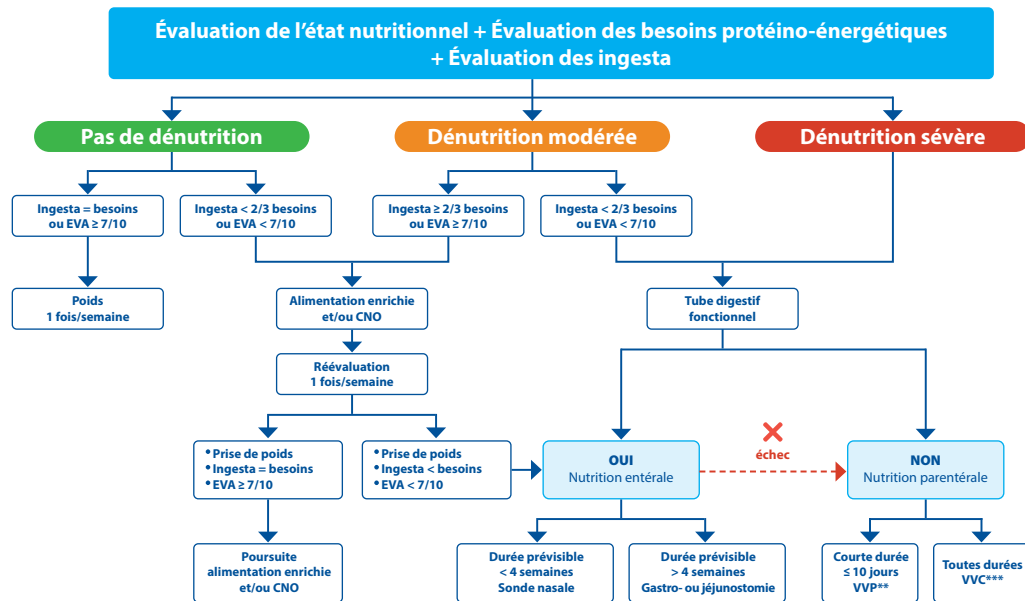 Évaluation de l’état nutritionnel + Évaluation des besoins protéino-énergétiques
+ Évaluation des ingesta
Pas de dénutrition
Dénutrition modérée
Dénutrition sévère
Ingesta = besoins
ou EVA ≥ 7/10
Ingesta < 2/3 besoins
ou EVA < 7/10
Ingesta ≥ 2/3 besoins
ou EVA ≥ 7/10
Ingesta < 2/3 besoins
ou EVA < 7/10
Poids
1 fois/semaine
Alimentation enrichie
et/ou CNO
Tube digestif
fonctionnel
Réévaluation
1 fois/semaine
• Prise de poids
• Ingesta = besoins
• EVA ≥ 7/10
• Prise de poids
• Ingesta < besoins
• EVA < 7/10
OUI
Nutrition entérale
échec
NON
Nutrition parentérale
Poursuite
alimentation enrichie
et/ou CNO
Durée prévisible
< 4 semaines
Sonde nasale
Durée prévisible
> 4 semaines
Gastro- ou jéjunostomie
Courte durée
≤ 10 jours
VVP**
Toutes durées
VVC***